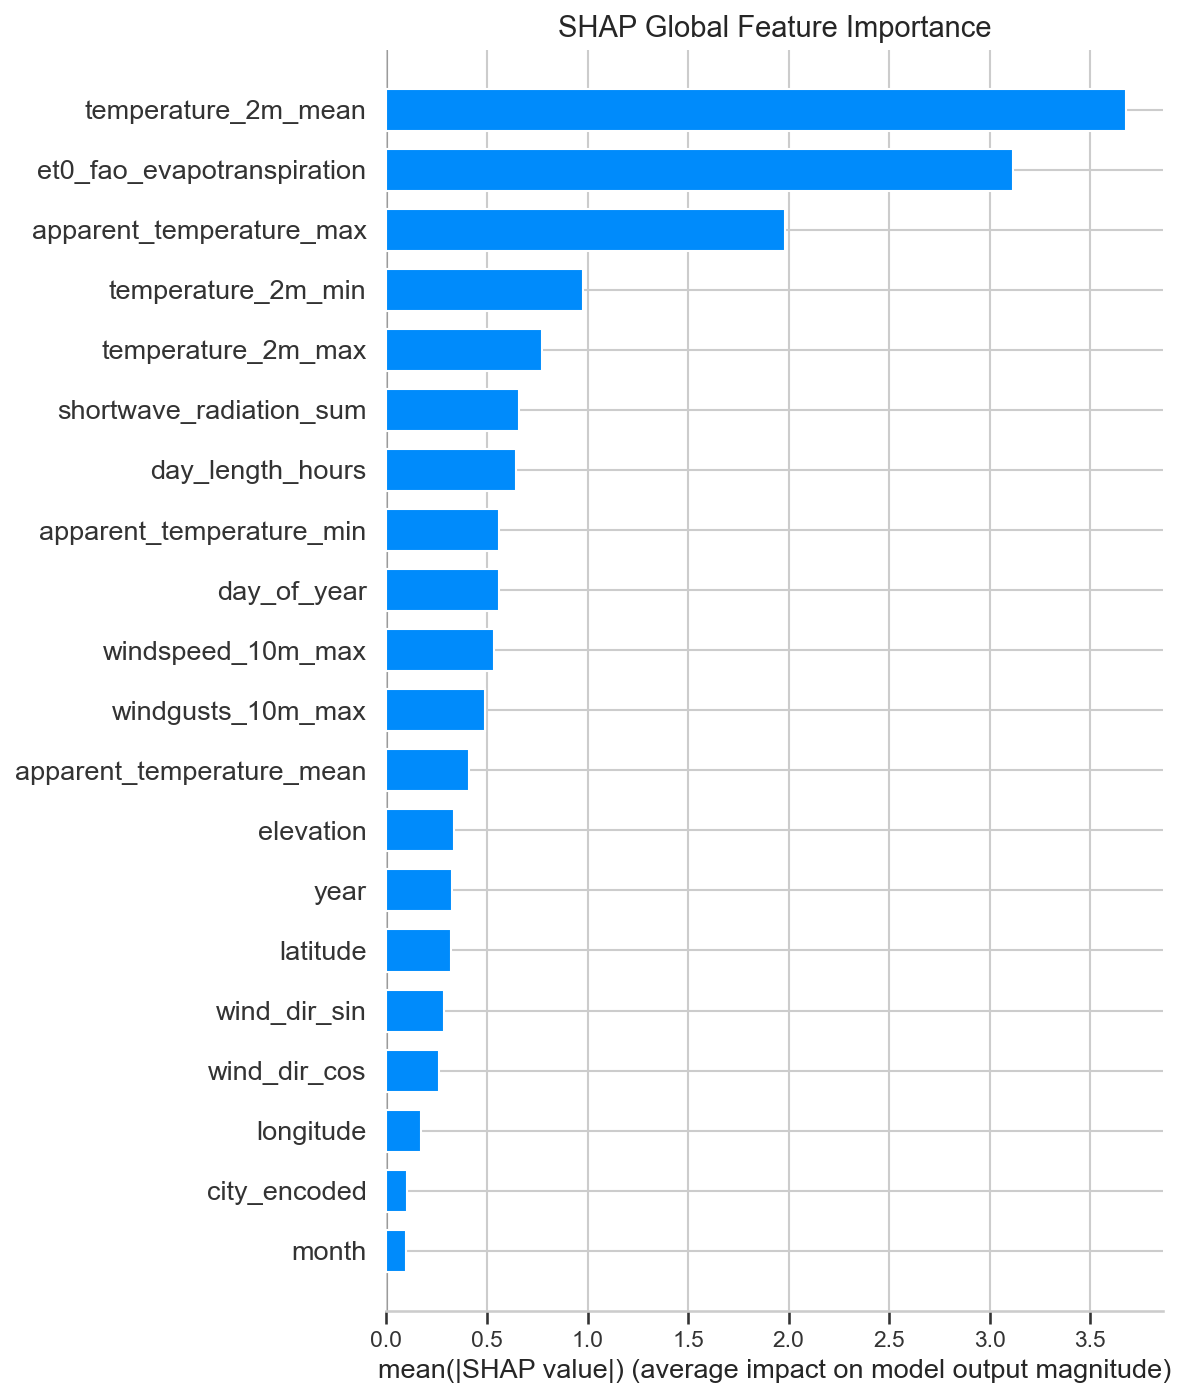 SHAP Global Feature Importance
temperature_2m_mean
et0_fao_evapotranspiration
apparent_temperature_max
temperature_2m_min
temperature_2m_max
shortwave_radiation_sum
day_length_hours
apparent_temperature_min
day_of_year
windspeed_10m_max
windgusts_10m_max
apparent_temperature_mean
elevation
year
latitude
wind_dir_sin
wind_dir_cos
longitude
city_encoded
month
0.0 0.5 1.0 1.5 2.0 2.5 3.0 3.5
mean(|SHAP value|) (average impact on model output magnitude)